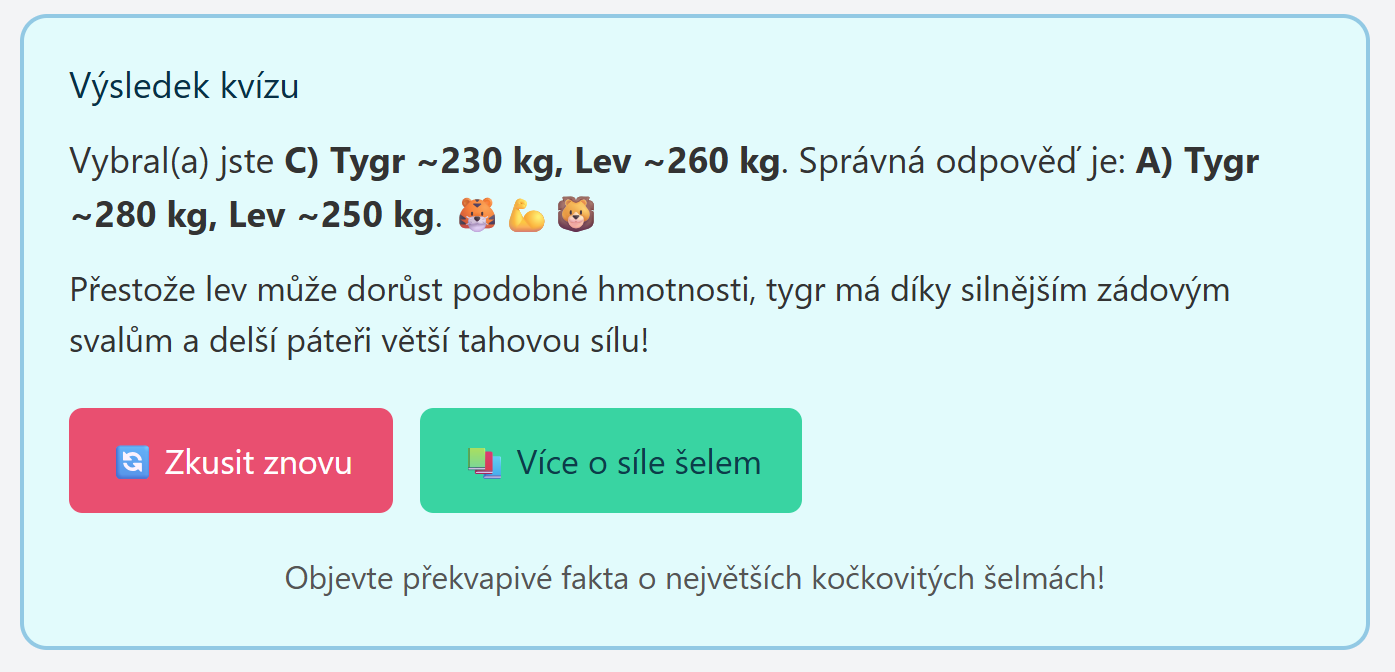 Výsledek kvízu
Vybral(a) jste C) Tygr ~230 kg, Lev ~260 kg. Správná odpověď je: A) Tygr
~280 kg, Lev ~250 kg. 🐯 💪 🦁
Přestože lev může dorůst podobné hmotnosti, tygr má díky silnějším zádovým
svalům a delší páteři větší tahovou sílu!
🔄 Zkusit znovu
📚 Více o síle šelem
Objevte překvapivé fakta o největších kočkovitých šelmách!